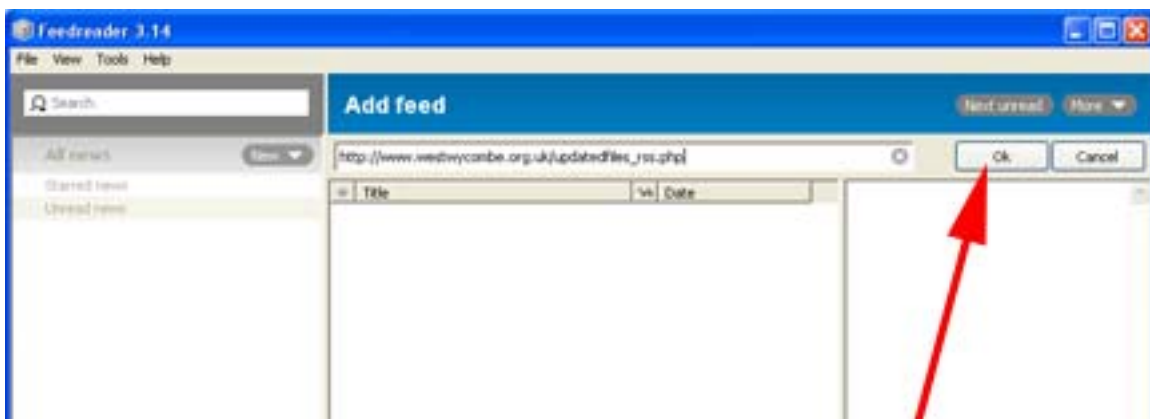 Feedreader 3.14
File View Tools Help
Search
Add feed
Next unread More
All news New
http://www.westwycombe.org.uk/updatedfiles_rss.php
Ok Cancel
Starred news
Unread news
Title Date